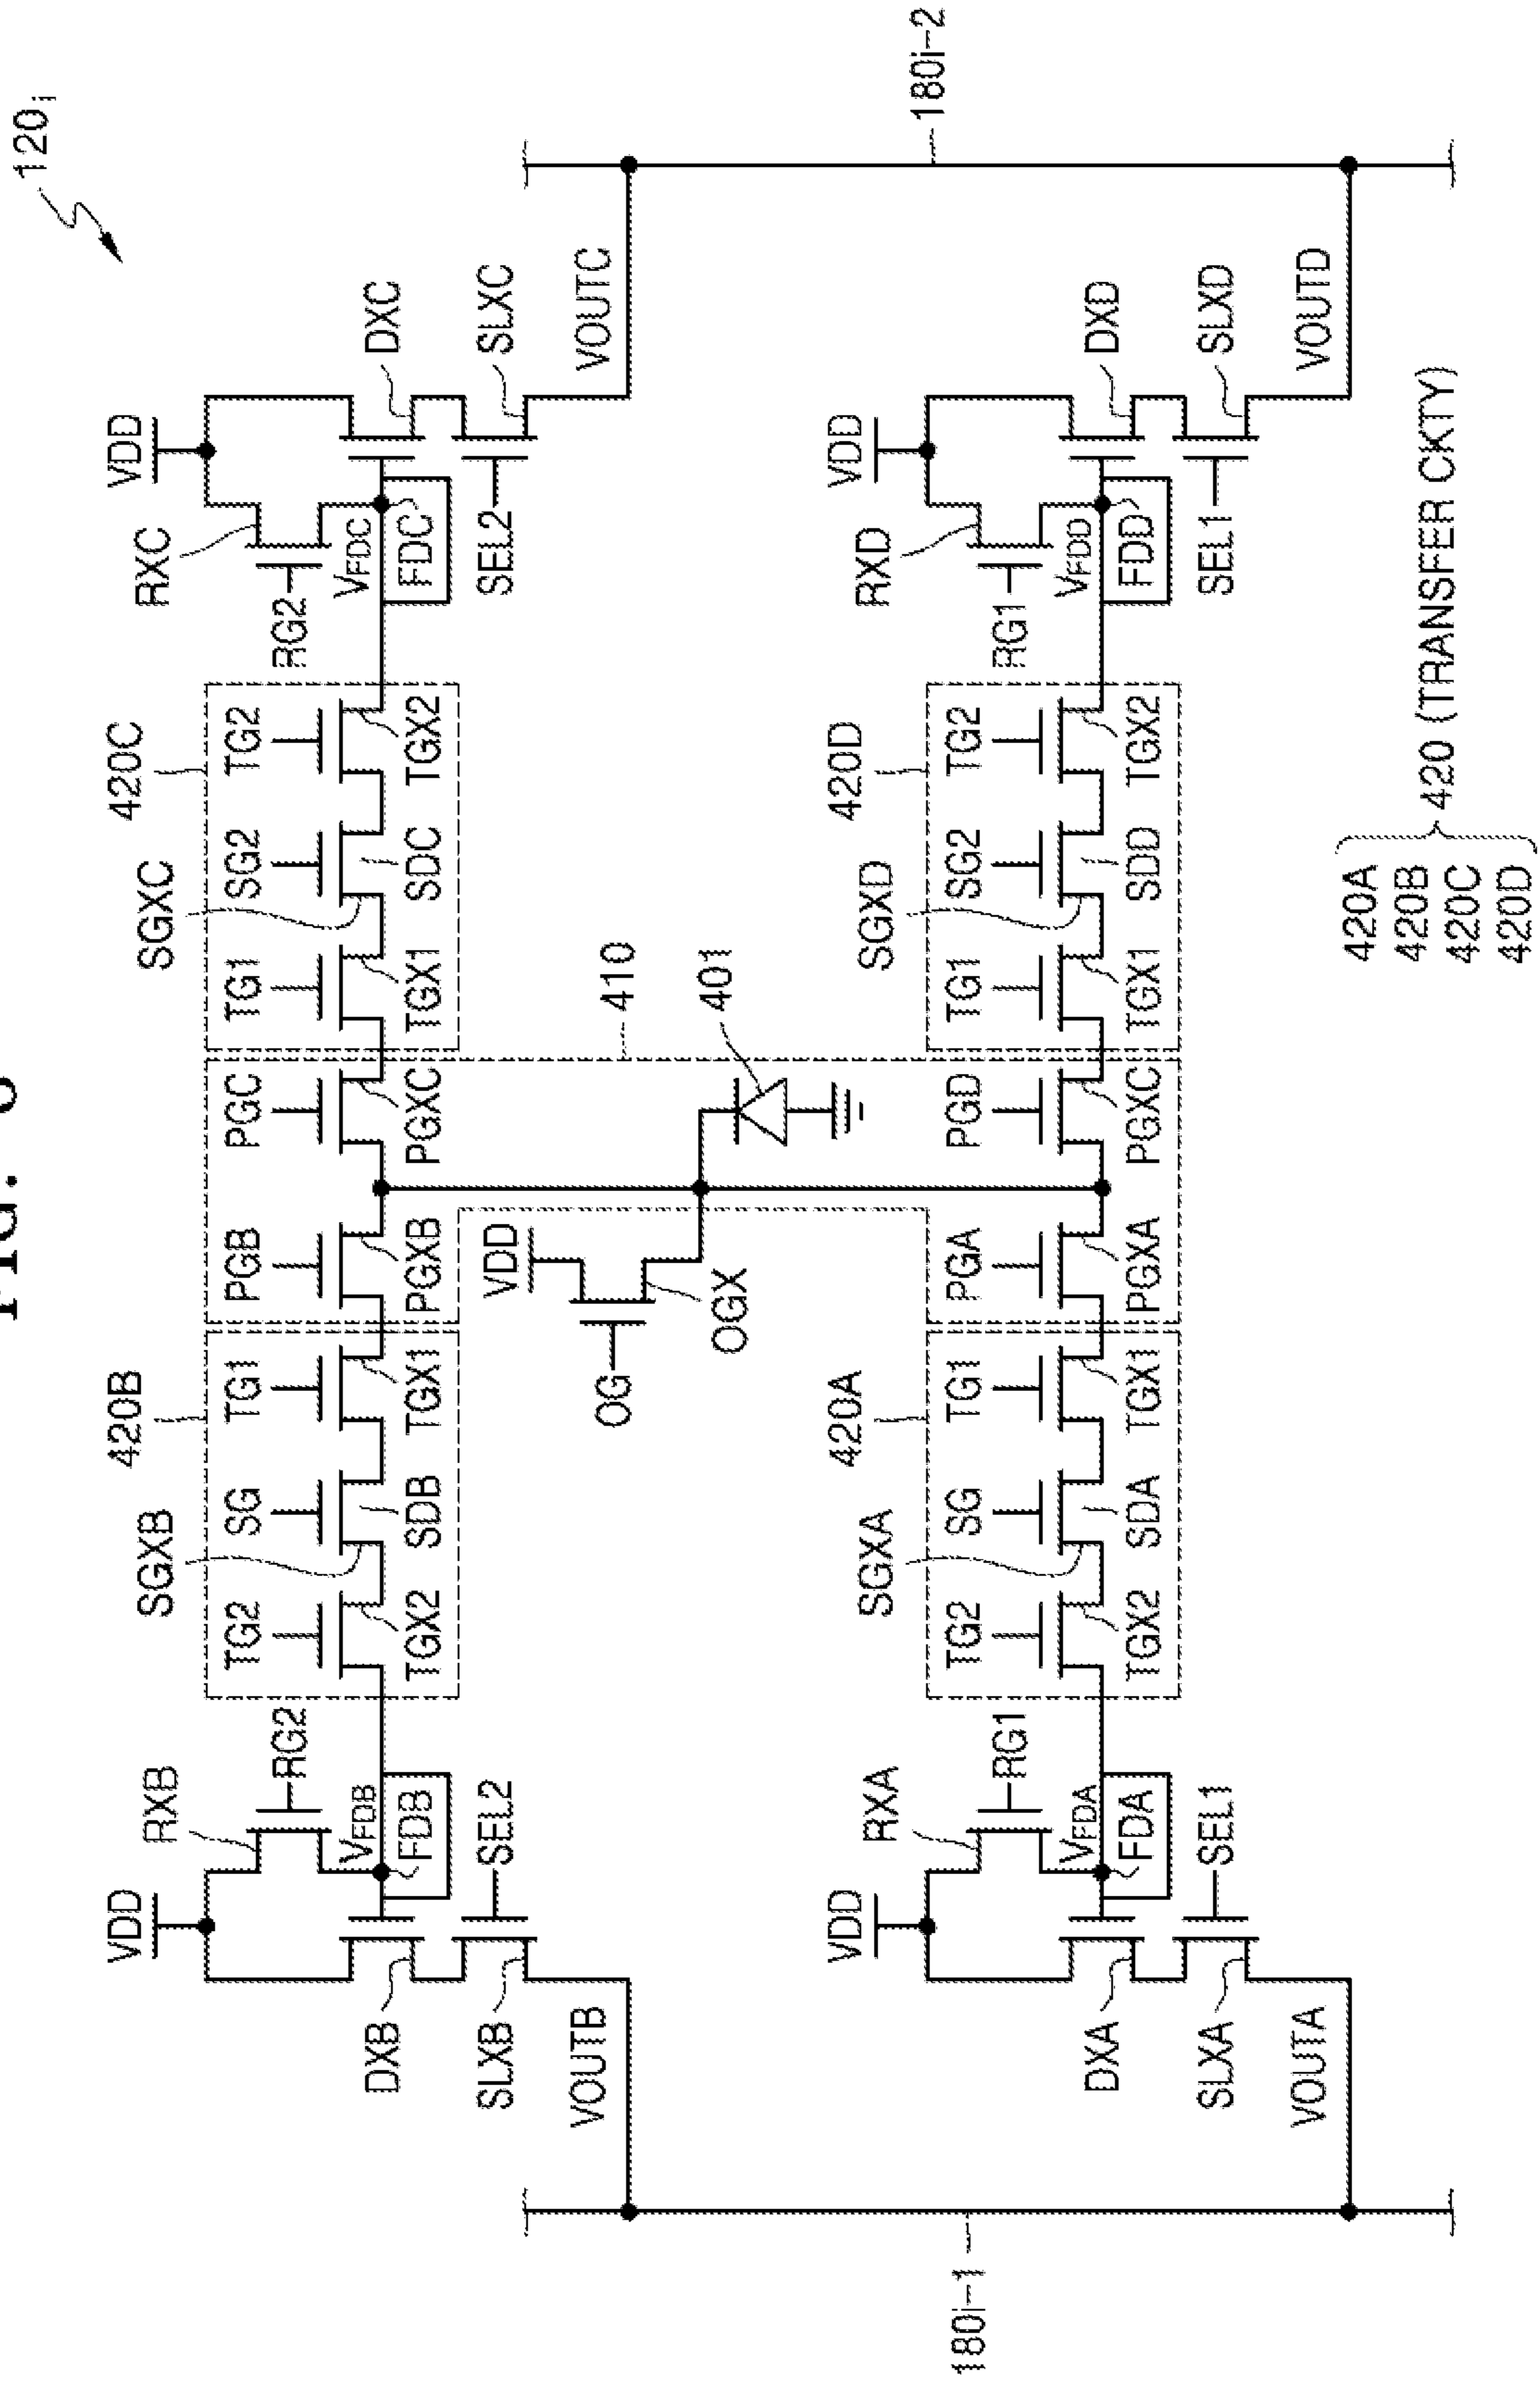 120i
VDD
RXB
RG2
420B
SGXB
TG2
SG
TG1
PGB
PGC
420C
SGXC
TG1
SG2
TG2
RXC
RG2
VDD
VFDB
FDB
TGX2
SDB
TGX1
PGXB
PGXC
TGX1
SDC
TGX2
VFDC
FDC
DXB
DXC
SLXB
SEL2
SEL2
SLXC
VOUTB
VOUTC
VDD
OG
OGX
410
401
180i-1
180i-2
VDD
RXA
RG1
420A
SGXA
TG2
SG
TG1
PGA
PGD
420D
SGXD
TG1
SG2
TG2
RXD
RG1
VDD
VFDA
FDA
TGX2
SDA
TGX1
PGXA
PGXC
TGX1
SDD
TGX2
VFDD
FDD
DXA
DXD
SLXA
SEL1
SEL1
SLXD
VOUTA
VOUTD
420A
420B
420C
420D
420 (TRANSFER CKTY)